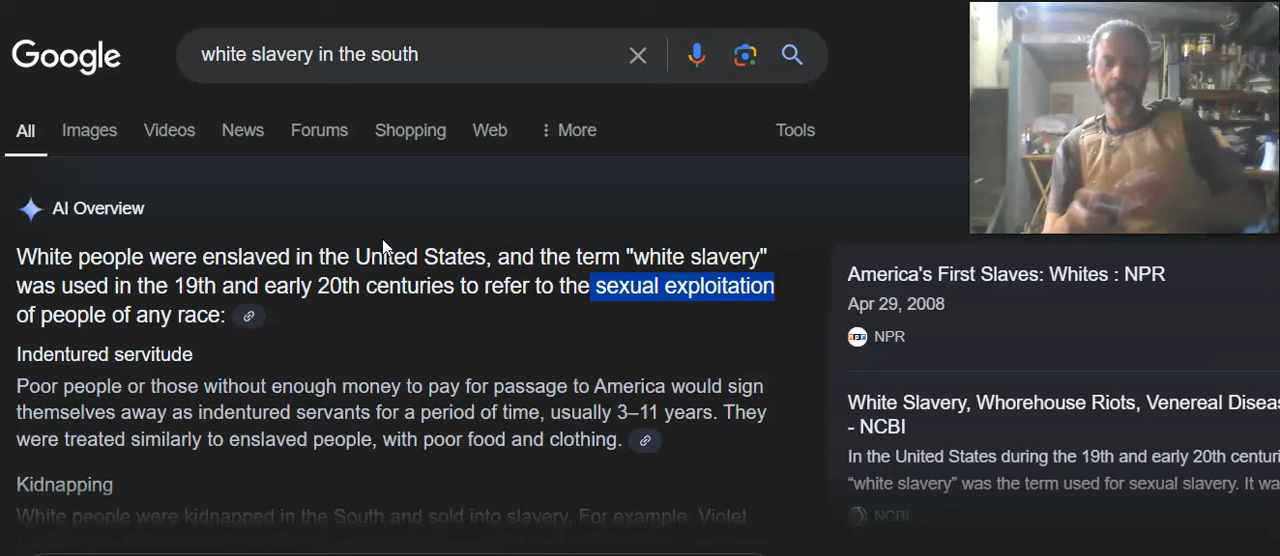 Google
white slavery in the south
All Images Videos News Forums Shopping Web More Tools
AI Overview
White people were enslaved in the United States, and the term "white slavery"
was used in the 19th and early 20th centuries to refer to the sexual exploitation
of people of any race:
Indentured servitude
Poor people or those without enough money to pay for passage to America would sign
themselves away as indentured servants for a period of time, usually 3–11 years. They
were treated similarly to enslaved people, with poor food and clothing.
Kidnapping
White people were kidnapped in the South and sold into slavery. For example, Violet
America's First Slaves: Whites : NPR
Apr 29, 2008
npr
NPR
White Slavery, Whorehouse Riots, Venereal Diseas
- NCBI
In the United States during the 19th and early 20th centuri
"white slavery" was the term used for sexual slavery. It wa
NCBI